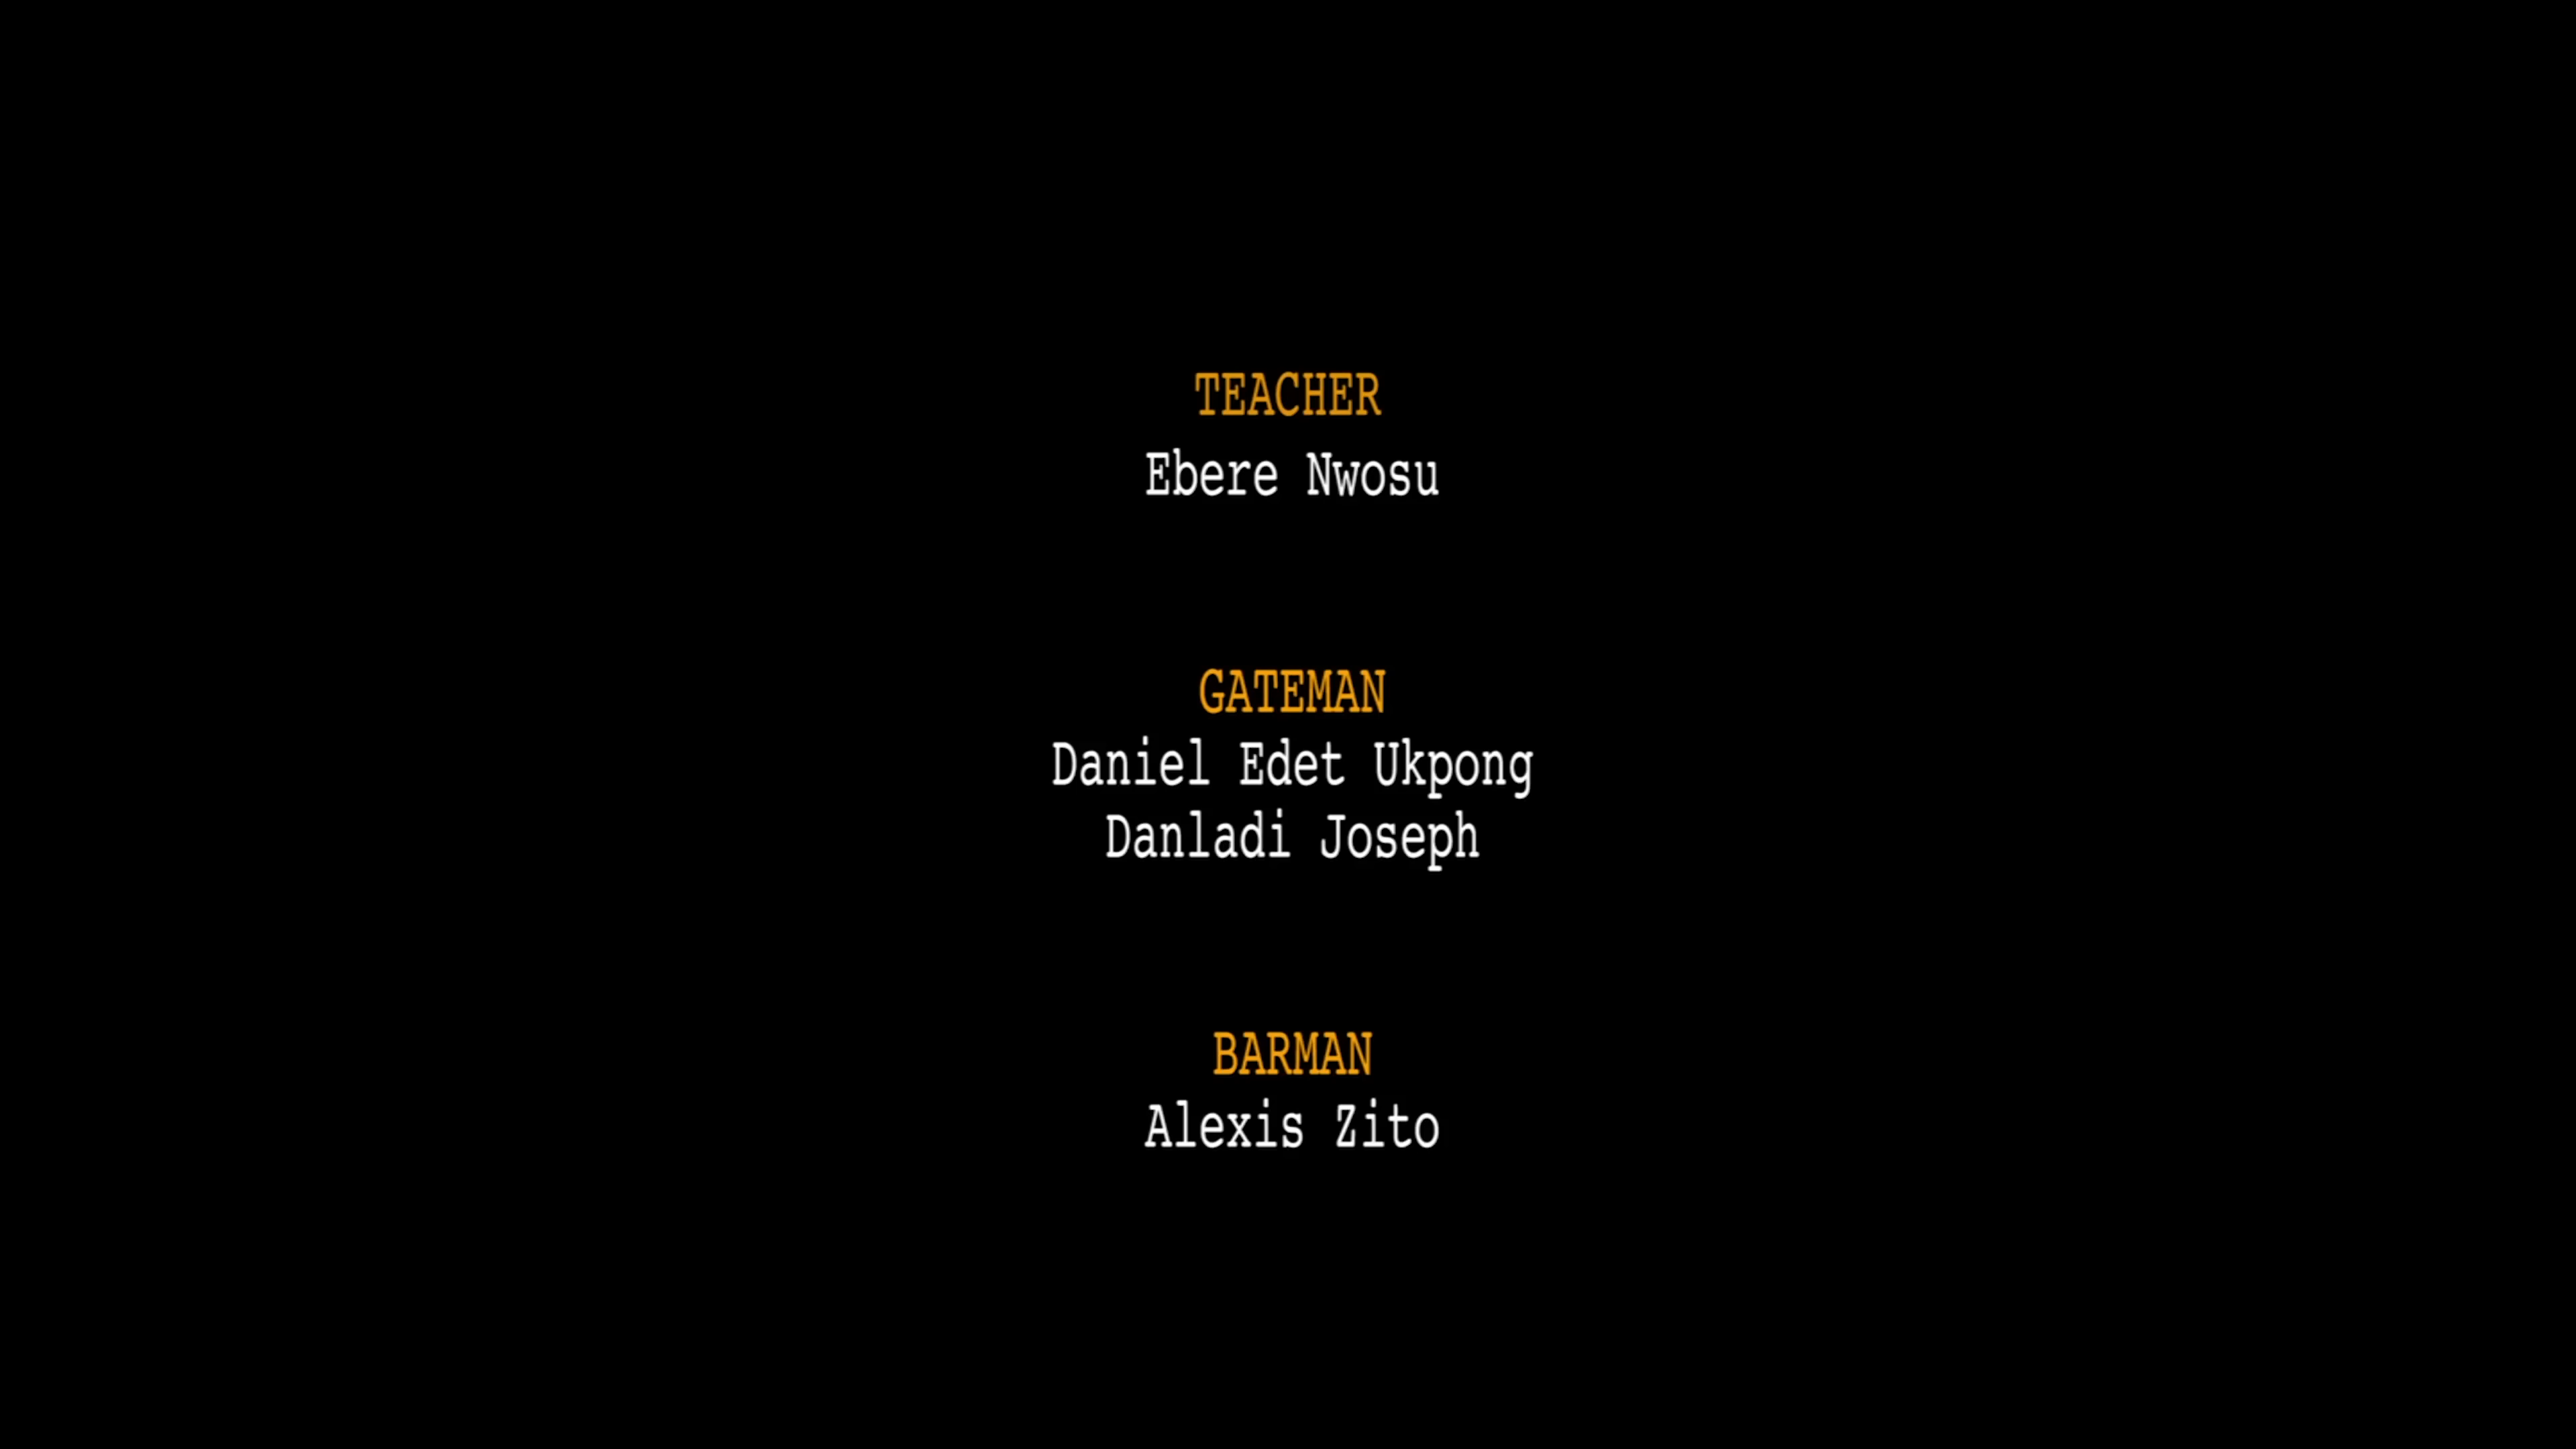 TEACHER
Ebere Nwosu
GATEMAN
Daniel Edet Ukpong
Danladi Joseph
BARMAN
Alexis Zito